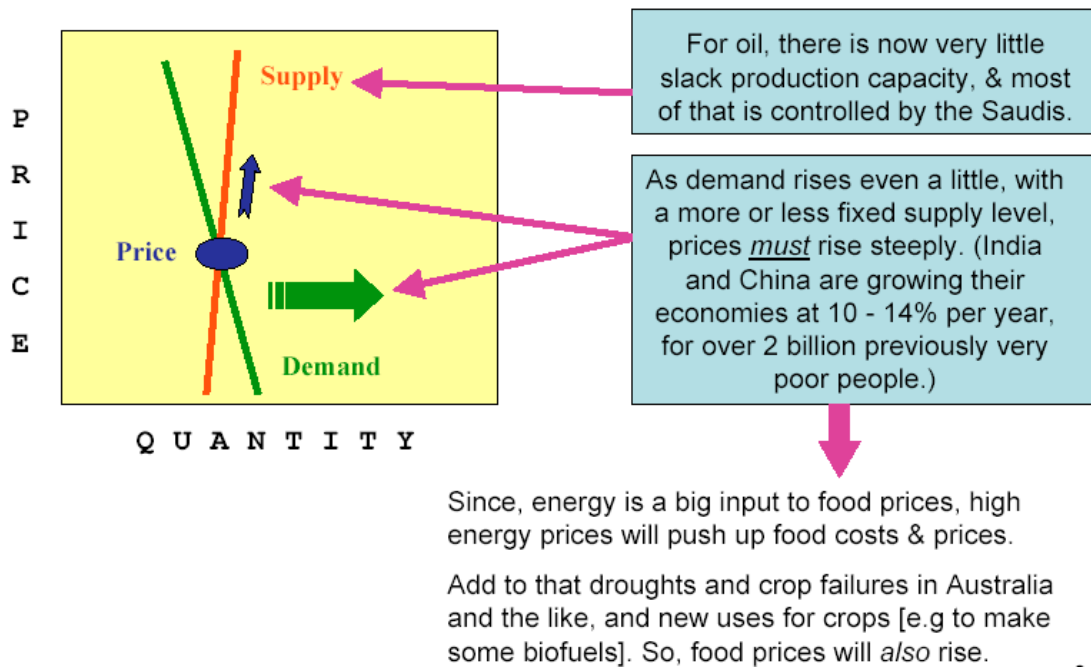 For oil, there is now very little
slack production capacity, & most
of that is controlled by the Saudis.
Supply
P
R
I
C
E
Price
Demand
Q U A N T I T Y
As demand rises even a little, with
a more or less fixed supply level,
prices must rise steeply. (India
and China are growing their
economies at 10 - 14% per year,
for over 2 billion previously very
poor people.)
Since, energy is a big input to food prices, high
energy prices will push up food costs & prices.
Add to that droughts and crop failures in Australia
and the like, and new uses for crops [e.g to make
some biofuels]. So, food prices will also rise.